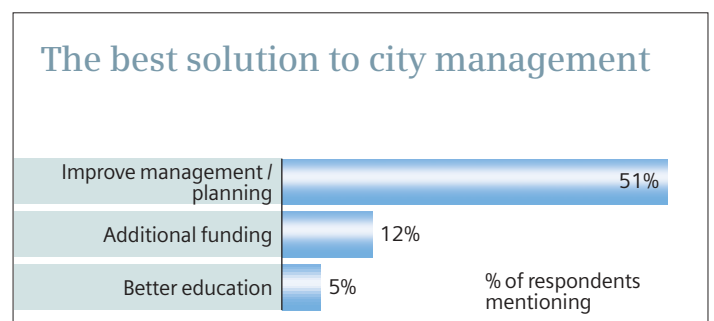 The best solution to city management
Improve management /
planning
51%
Additional funding
12%
Better education
5%
% of respondents
mentioning